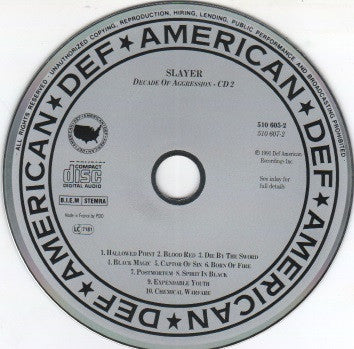 ALL RIGHTS RESERVED · UNAUTHORIZED COPYING, REPRODUCTION, HIRING, LENDING, PUBLIC PERFORMANCE AND BROADCASTING PROHIBITED
DEF ★ AMERICAN ★ DEF ★ AMERICAN ★ DEF ★ AMERICAN ★
SLAYER
DECADE OF AGGRESSION - CD 2
510 605-2
510 607-2
COMPACT
disc
DIGITAL AUDIO
℗ 1991 Def American
Recordings Inc.
B.I.E.M STEMRA
See inlay for
full details
Made in France by PDO
LC 7181
1. HALLOWED POINT 2. BLOOD RED 3. DIE BY THE SWORD
4. BLACK MAGIC 5. CAPTOR OF SIN 6. BORN OF FIRE
7. POSTMORTEM 8. SPIRIT IN BLACK
9. EXPENDABLE YOUTH
10. CHEMICAL WARFARE